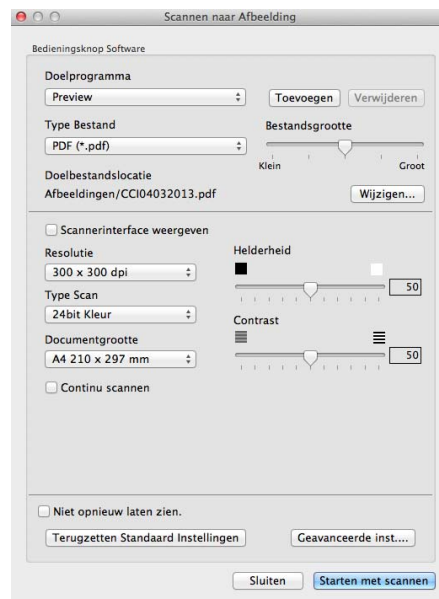 Scannen naar Afbeelding
Bedieningsknop Software
Doelprogramma
Preview
Toevoegen
Verwijderen
Type Bestand
Bestandsgrootte
PDF (*.pdf)
Klein
Groot
Doelbestandslocatie
Afbeeldingen/CCI04032013.pdf
Wijzigen...
Scannerinterface weergeven
Resolutie
Helderheid
300 x 300 dpi
50
Type Scan
24bit Kleur
Contrast
Documentgrootte
A4 210 x 297 mm
50
Continu scannen
Niet opnieuw laten zien.
Terugzetten Standaard Instellingen
Geavanceerde inst....
Sluiten
Starten met scannen